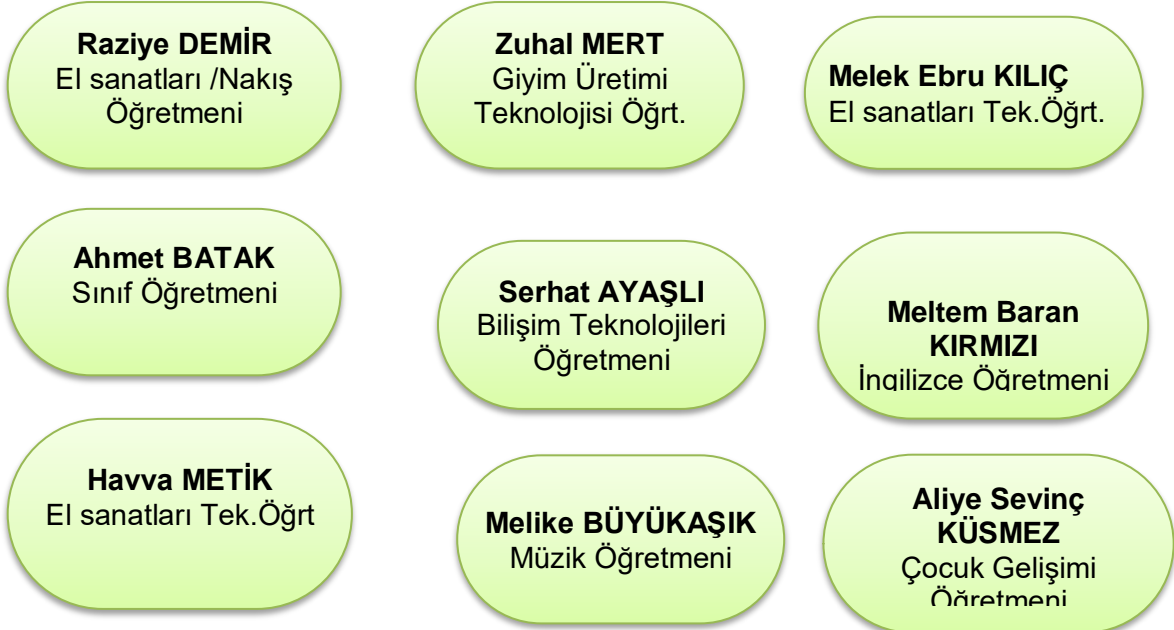 Raziye DEMİR
El sanatları /Nakış
Öğretmeni
Zuhal MERT
Giyim Üretimi
Teknolojisi Öğrt.
Melek Ebru KILIÇ
El sanatları Tek.Öğrt.
Ahmet BATAK
Sınıf Öğretmeni
Serhat AYAŞLI
Bilişim Teknolojileri
Öğretmeni
Meltem Baran
KIRMIZI
İngilizce Öğretmeni
Havva METİK
El sanatları Tek.Öğrt
Melike BÜYÜKAŞIK
Müzik Öğretmeni
Aliye Sevinç
KÜSMEZ
Çocuk Gelişimi
Öğretmeni